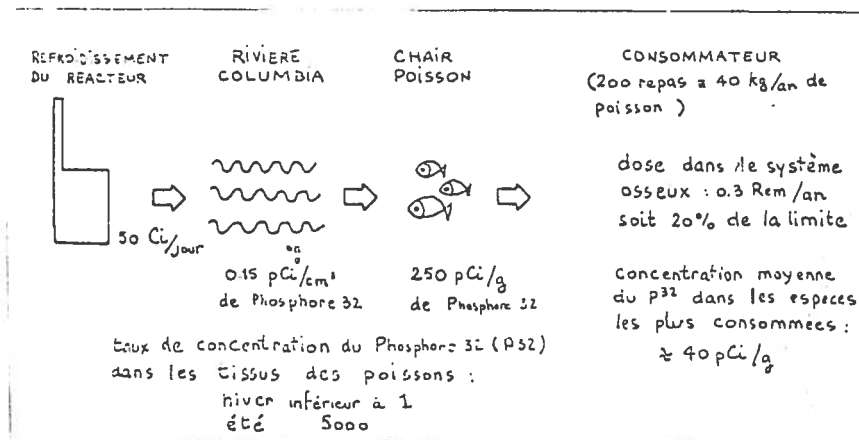 REFROIDISSEMENT
DU REACTEUR
RIVIERE
COLUMBIA
CHAIR
POISSON
CONSOMMATEUR
(200 repas a 40 kg/an de
poisson)
50 Ci/jour
0.15 pCi/cm³
de Phosphore 32
250 pCi/g
de Phosphore 32
dose dans le système
osseux : 0.3 Rem/an
soit 20% de la limite
concentration moyenne
du P³² dans les especes
les plus consommées :
≈ 40 pCi/g
taux de concentration du Phosphore 32 (P32)
dans les tissus des poissons :
hiver inférieur à 1
été 5000